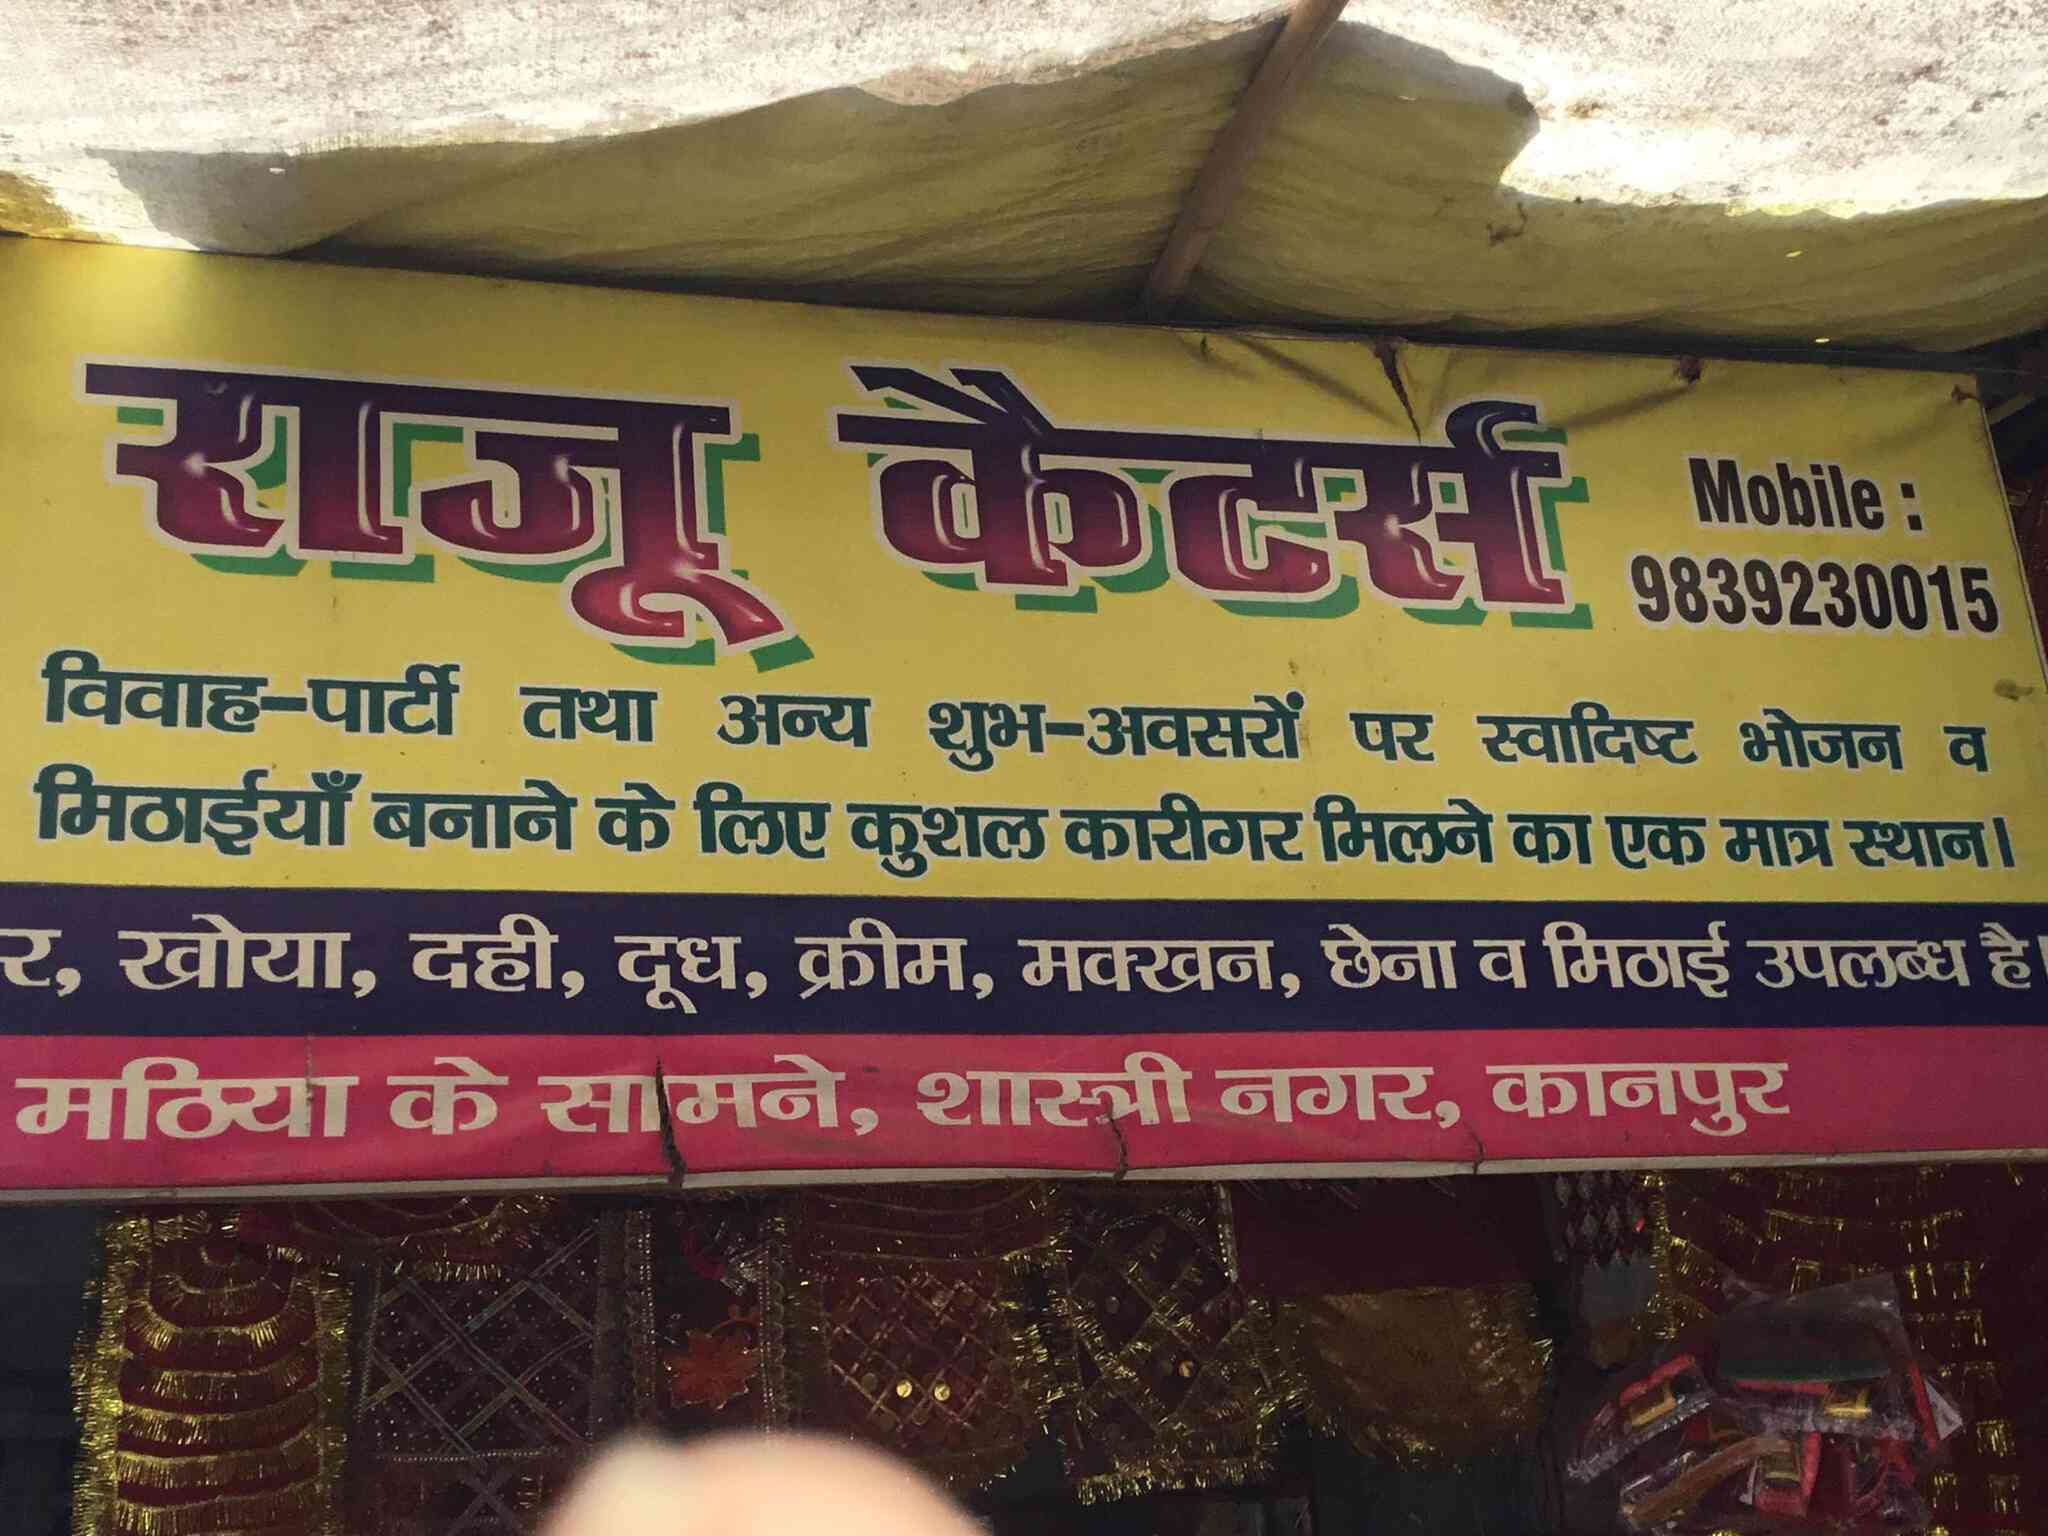 राजू कैटर्स
Mobile :
9839230015
विवाह-पार्टी तथा अन्य शुभ-अवसरों पर स्वादिष्ट भोजन व
मिठाईयाँ बनाने के लिए कुशल कारीगर मिलने का एक मात्र स्थान।
र, खोया, दही, दूध, क्रीम, मक्खन, छेना व मिठाई उपलब्ध है।
मठिया के सामने, शास्त्री नगर, कानपुर